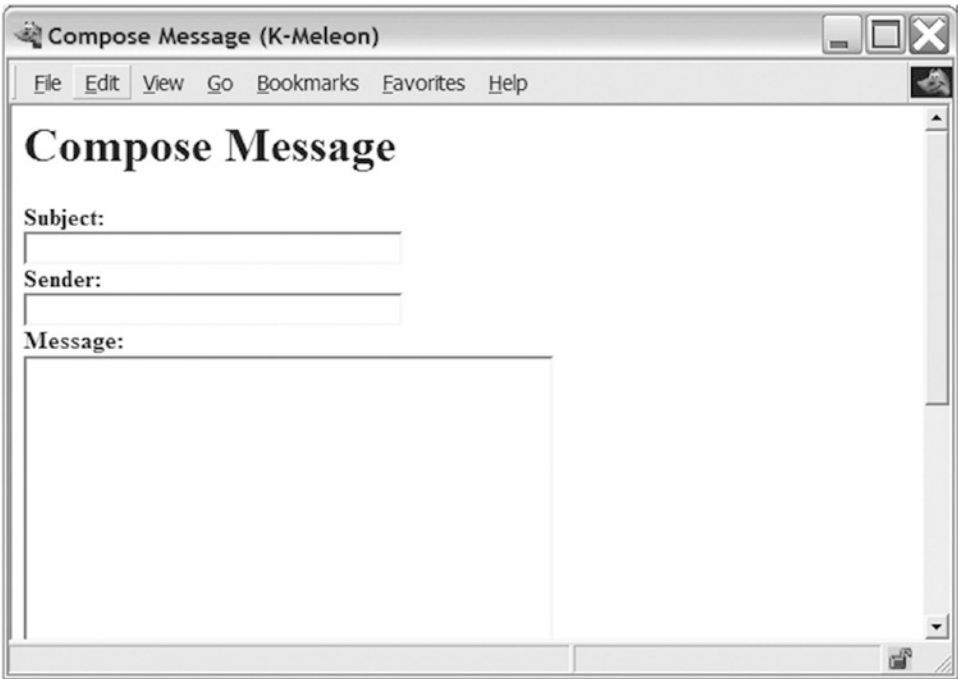 Compose Message (K-Meleon)
File Edit View Go Bookmarks Favorites Help
Compose Message
Subject:
Sender:
Message: